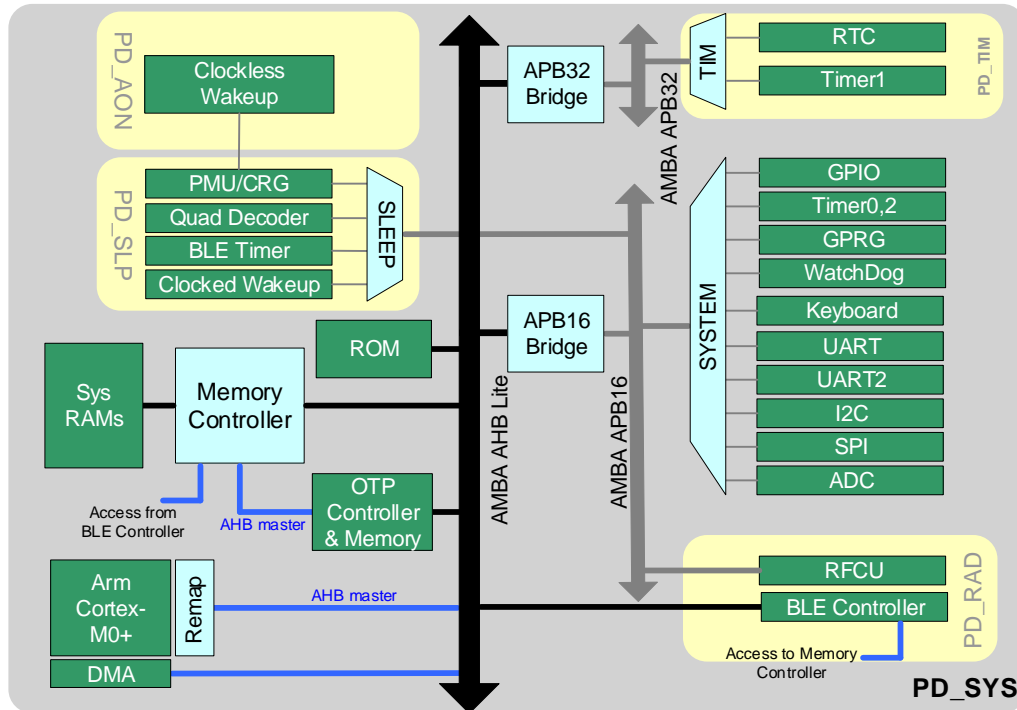 PD_AON
Clockless
Wakeup
PD_SLP
PMU/CRG
Quad Decoder
BLE Timer
Clocked Wakeup
SLEEP
APB32
Bridge
AMBA APB32
TIM
RTC
Timer1
PD_TIM
ROM
Sys
RAMs
Memory
Controller
AMBA AHB Lite
APB16
Bridge
AMBA APB16
SYSTEM
GPIO
Timer0,2
GPRG
WatchDog
Keyboard
UART
UART2
I2C
SPI
ADC
Access from
BLE Controller
AHB master
OTP
Controller
& Memory
Arm
Cortex-
M0+
Remap
AHB master
DMA
RFCU
BLE Controller
PD_RAD
Access to Memory
Controller
PD_SYS